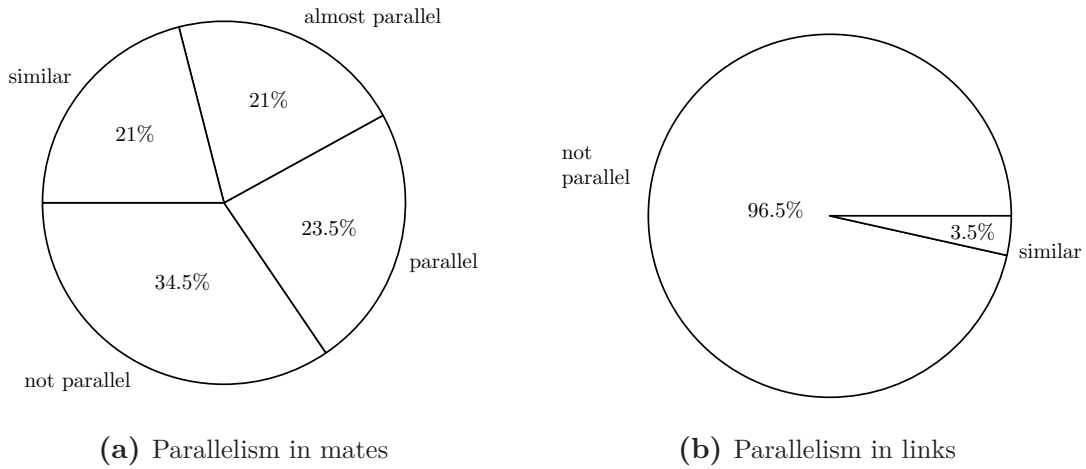 almost parallel
similar
21%
21%
23.5%
parallel
34.5%
not parallel
(a) Parallelism in mates
not
parallel
96.5%
3.5%
similar
(b) Parallelism in links